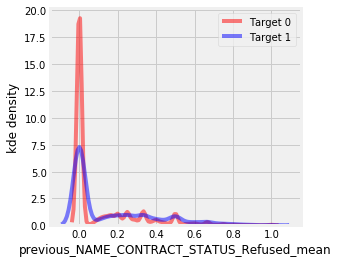 20.0
17.5
15.0
12.5
10.0
7.5
5.0
2.5
0.0
kde density
Target 0
Target 1
0.0 0.2 0.4 0.6 0.8 1.0
previous_NAME_CONTRACT_STATUS_Refused_mean